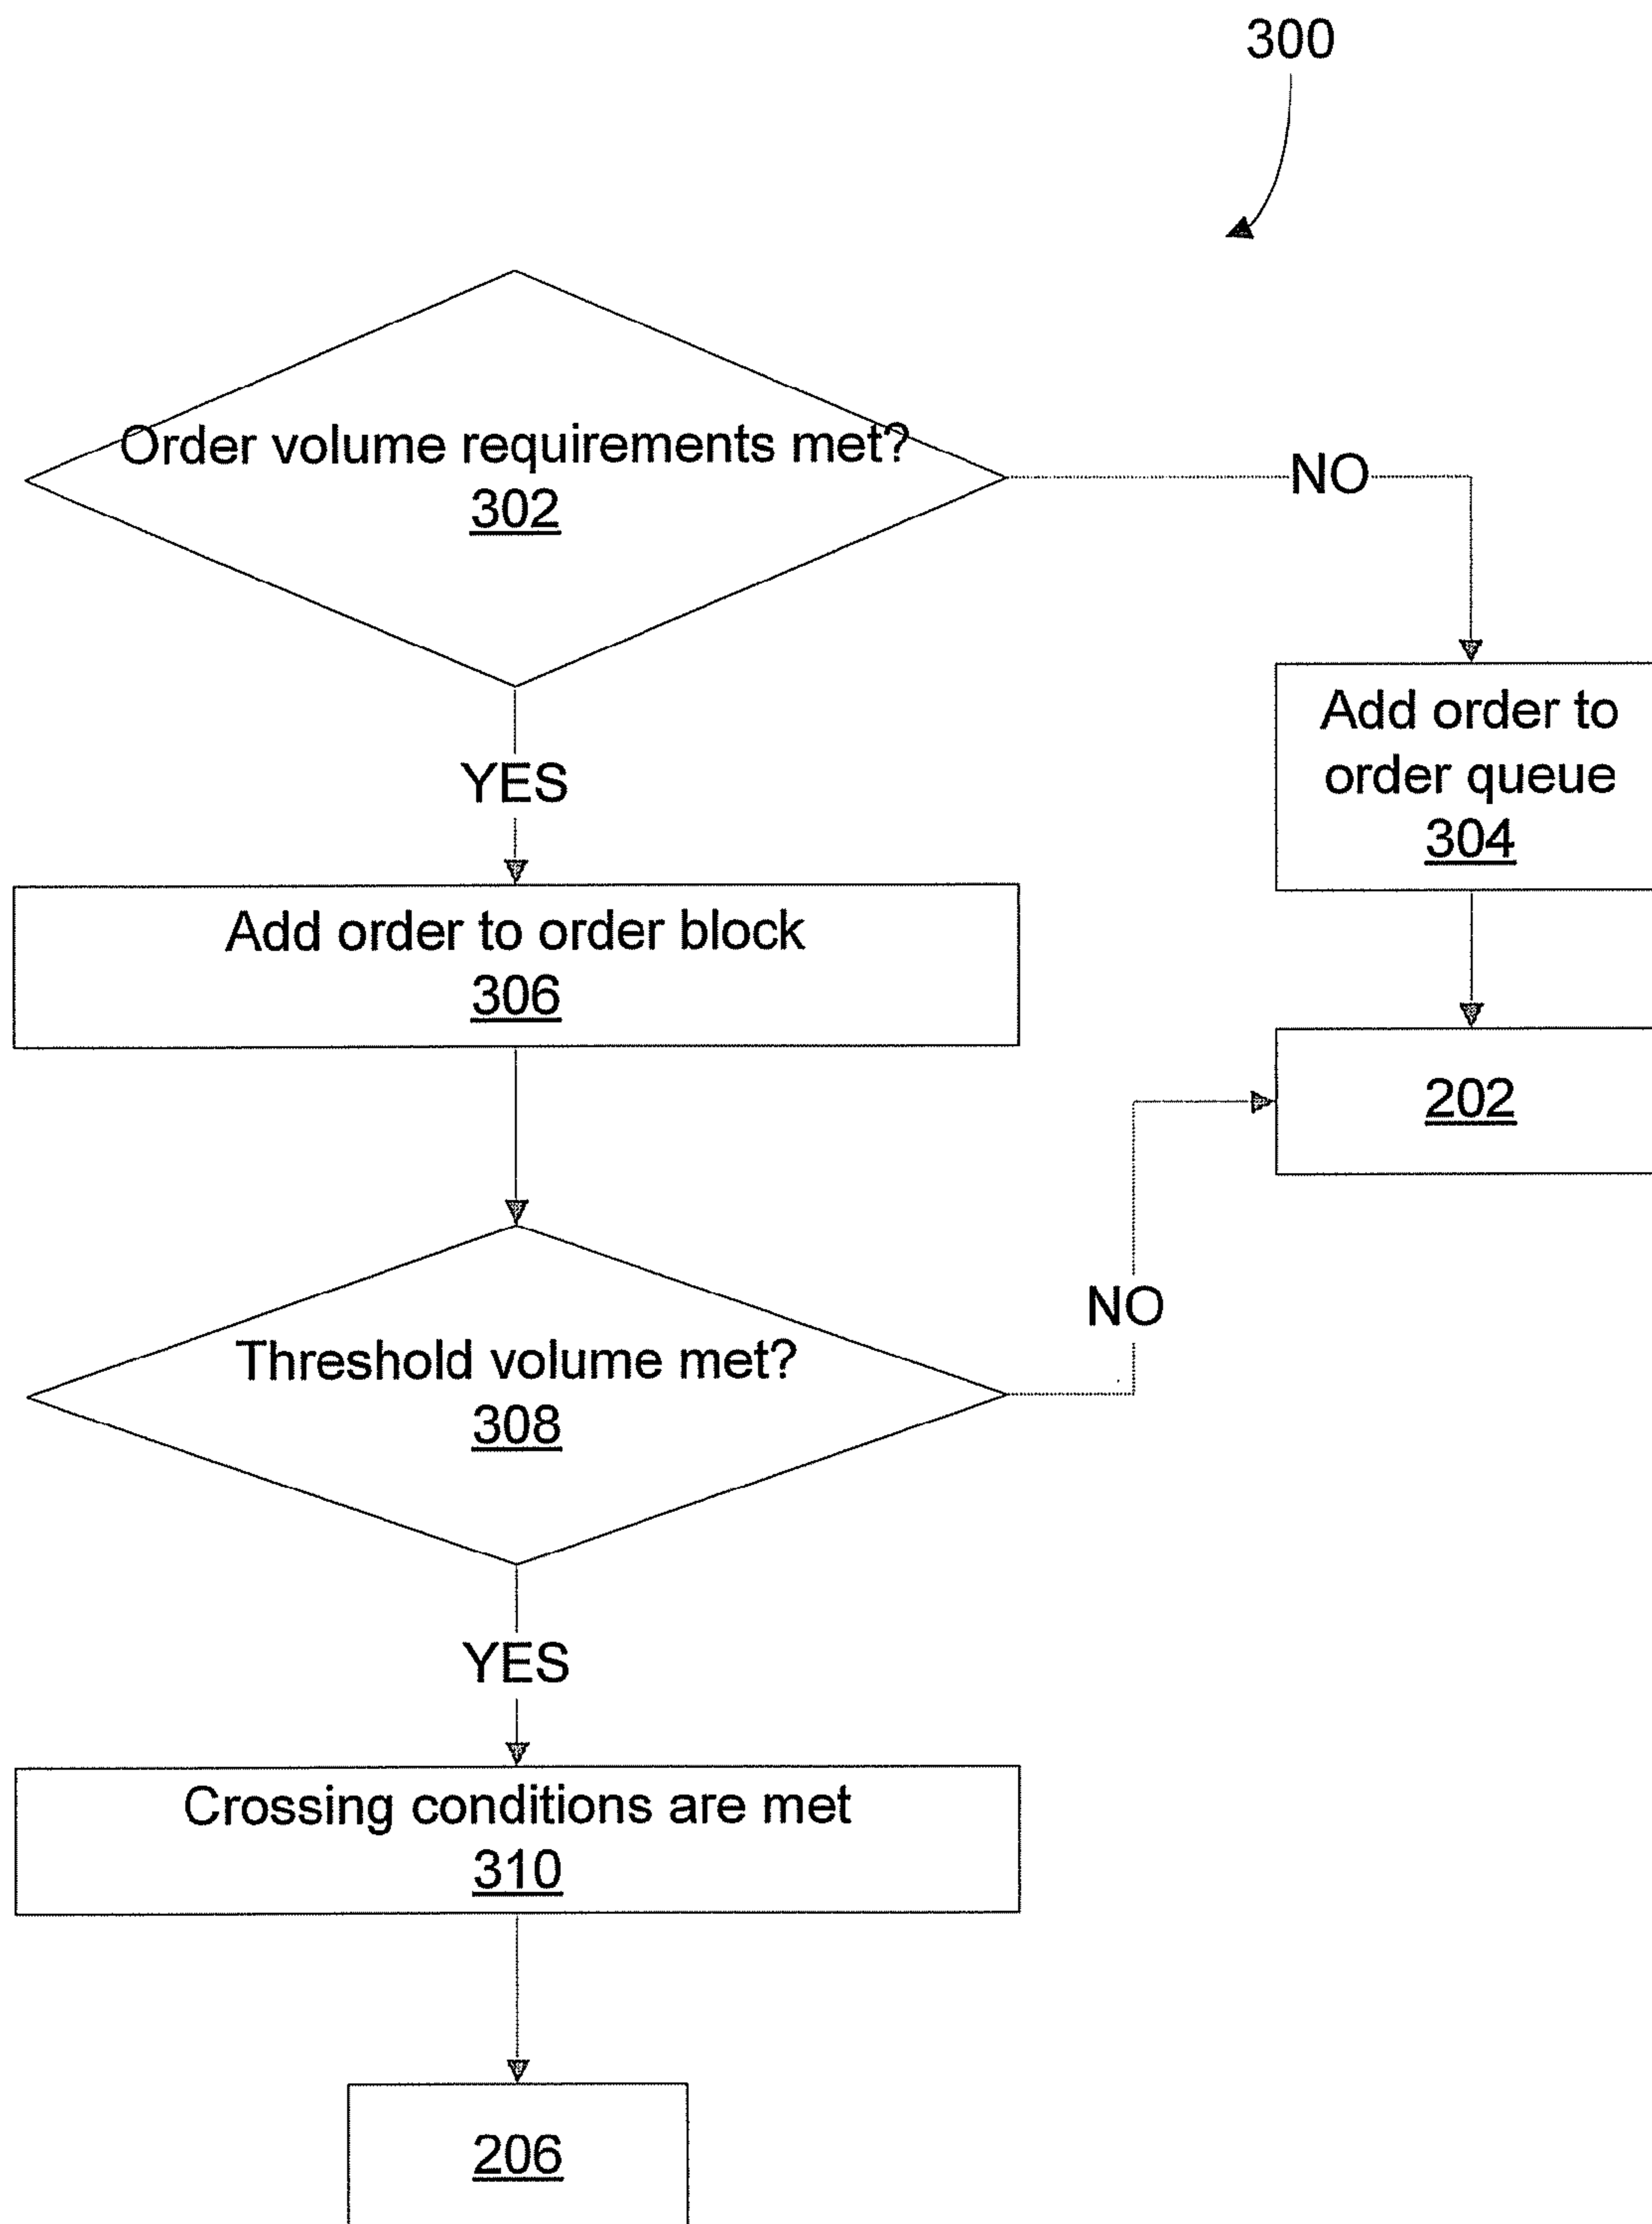 300
Order volume requirements met?
302
NO
YES
Add order to
order queue
304
Add order to order block
306
202
NO
Threshold volume met?
308
YES
Crossing conditions are met
310
206